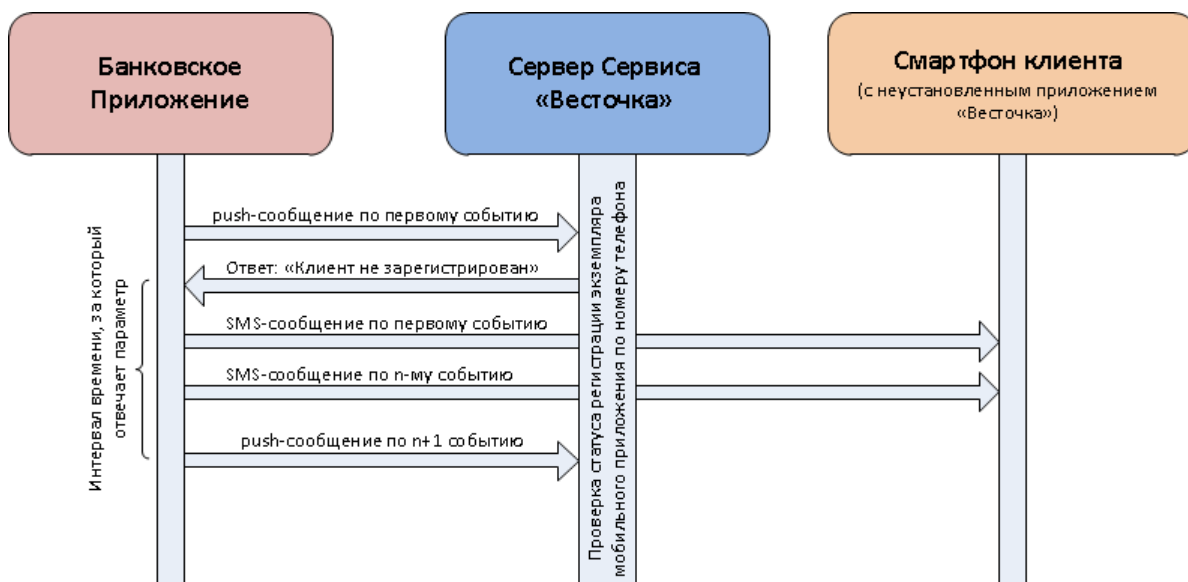 Банковское
Приложение
Сервер Сервиса
«Весточка»
Смартфон клиента
(с неустановленным приложением
«Весточка»)
push-сообщение по первому событию
Ответ: «Клиент не зарегистрирован»
SMS-сообщение по первому событию
SMS-сообщение по n-му событию
push-сообщение по n+1 событию
Интервал времени, за который
отвечает параметр
Проверка статуса регистрации экземпляра
мобильного приложения по номеру телефона